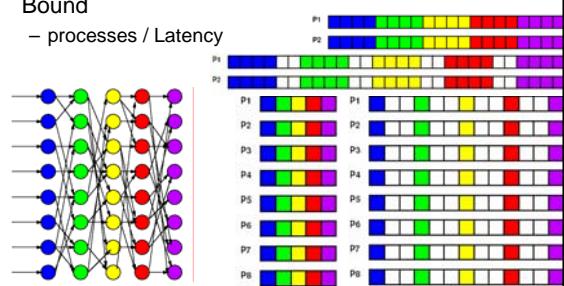 Bound
– processes / Latency
P1
P2
P1
P2
P1
P2
P3
P4
P5
P6
P7
P8
P1
P2
P3
P4
P5
P6
P7
P8